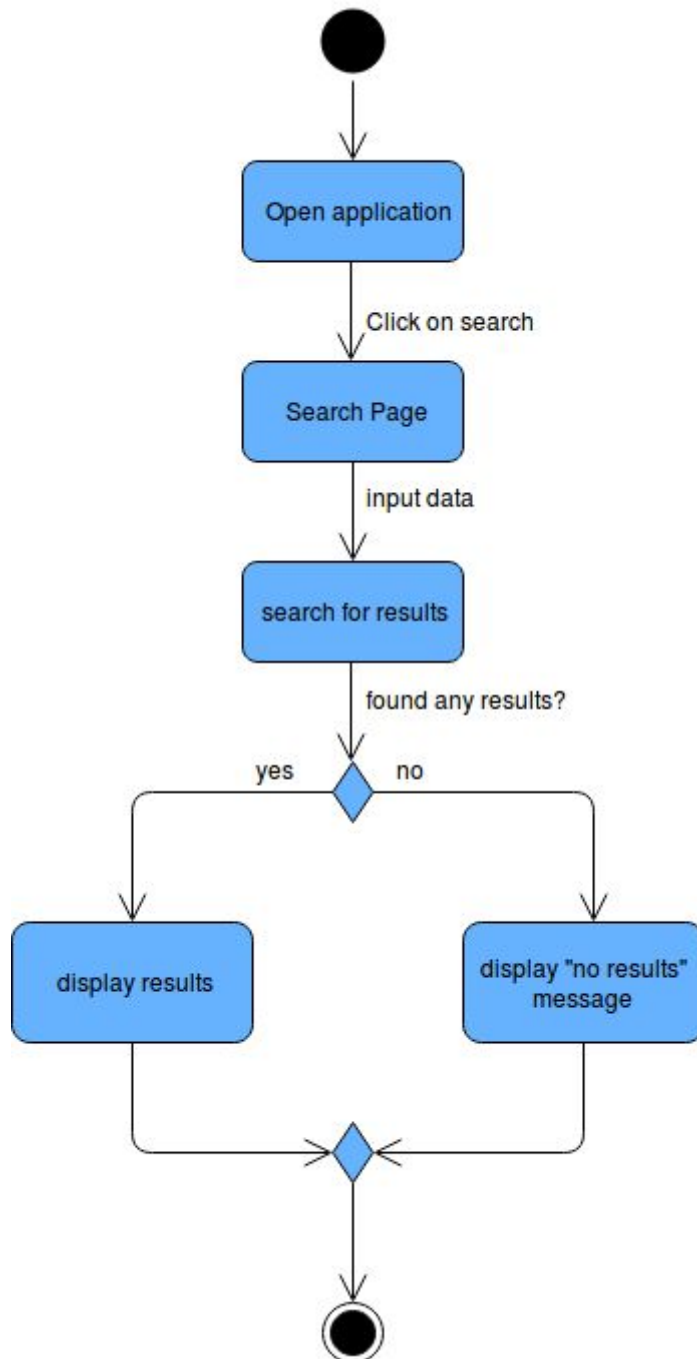 Open application
Click on search
Search Page
input data
search for results
found any results?
yes
no
display results
display "no results"
message